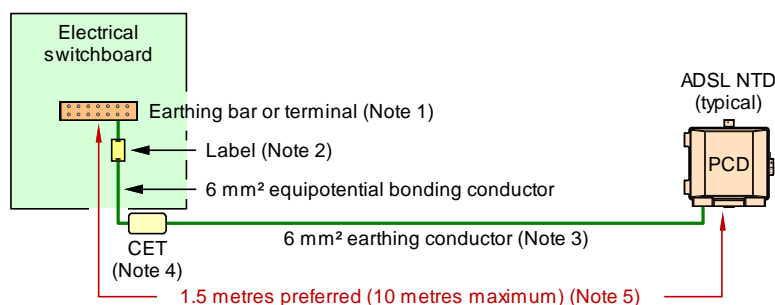 Electrical
switchboard
Earthing bar or terminal (Note 1)
Label (Note 2)
6 mm² equipotential bonding conductor
CET
(Note 4)
6 mm² earthing conductor (Note 3)
ADSL NTD
(typical)
PCD
1.5 metres preferred (10 metres maximum) (Note 5)